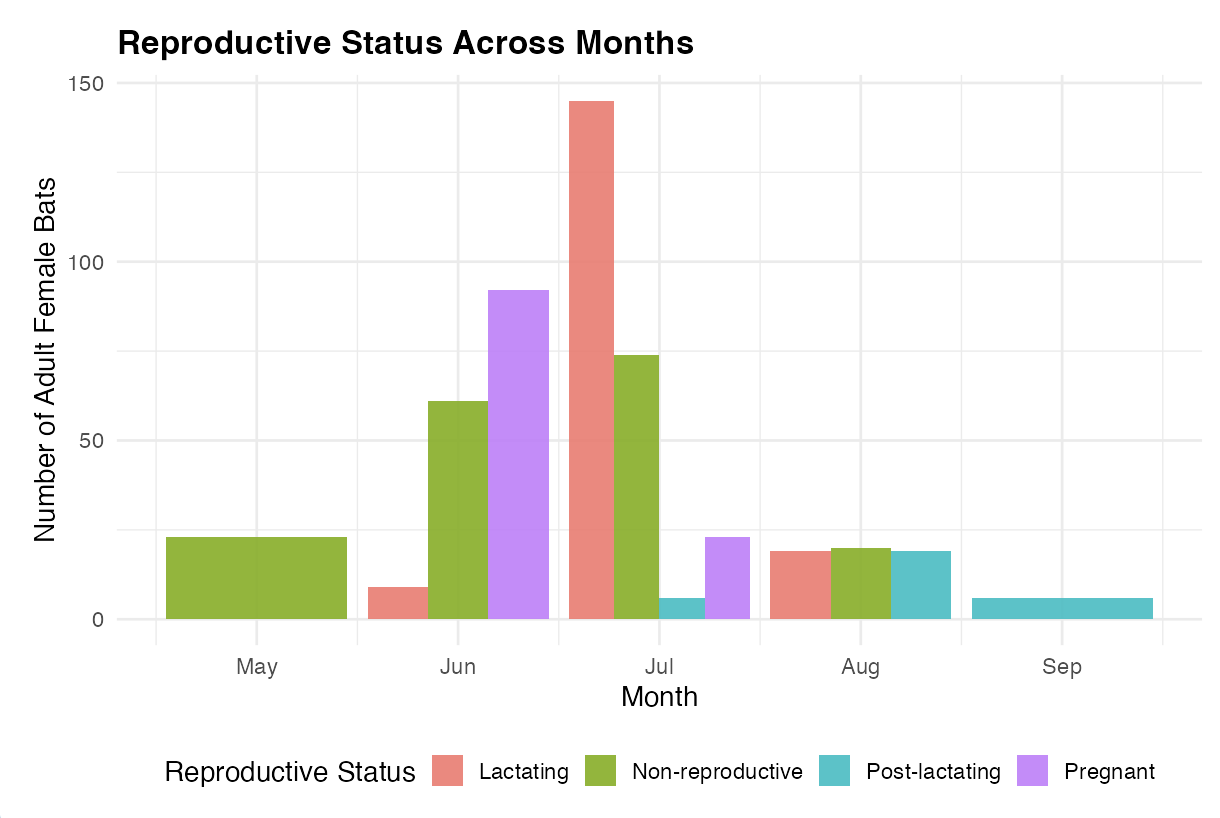 Reproductive Status Across Months
Number of Adult Female Bats
150
100
50
0
May Jun Jul Aug Sep
Month
Reproductive Status Lactating Non-reproductive Post-lactating Pregnant